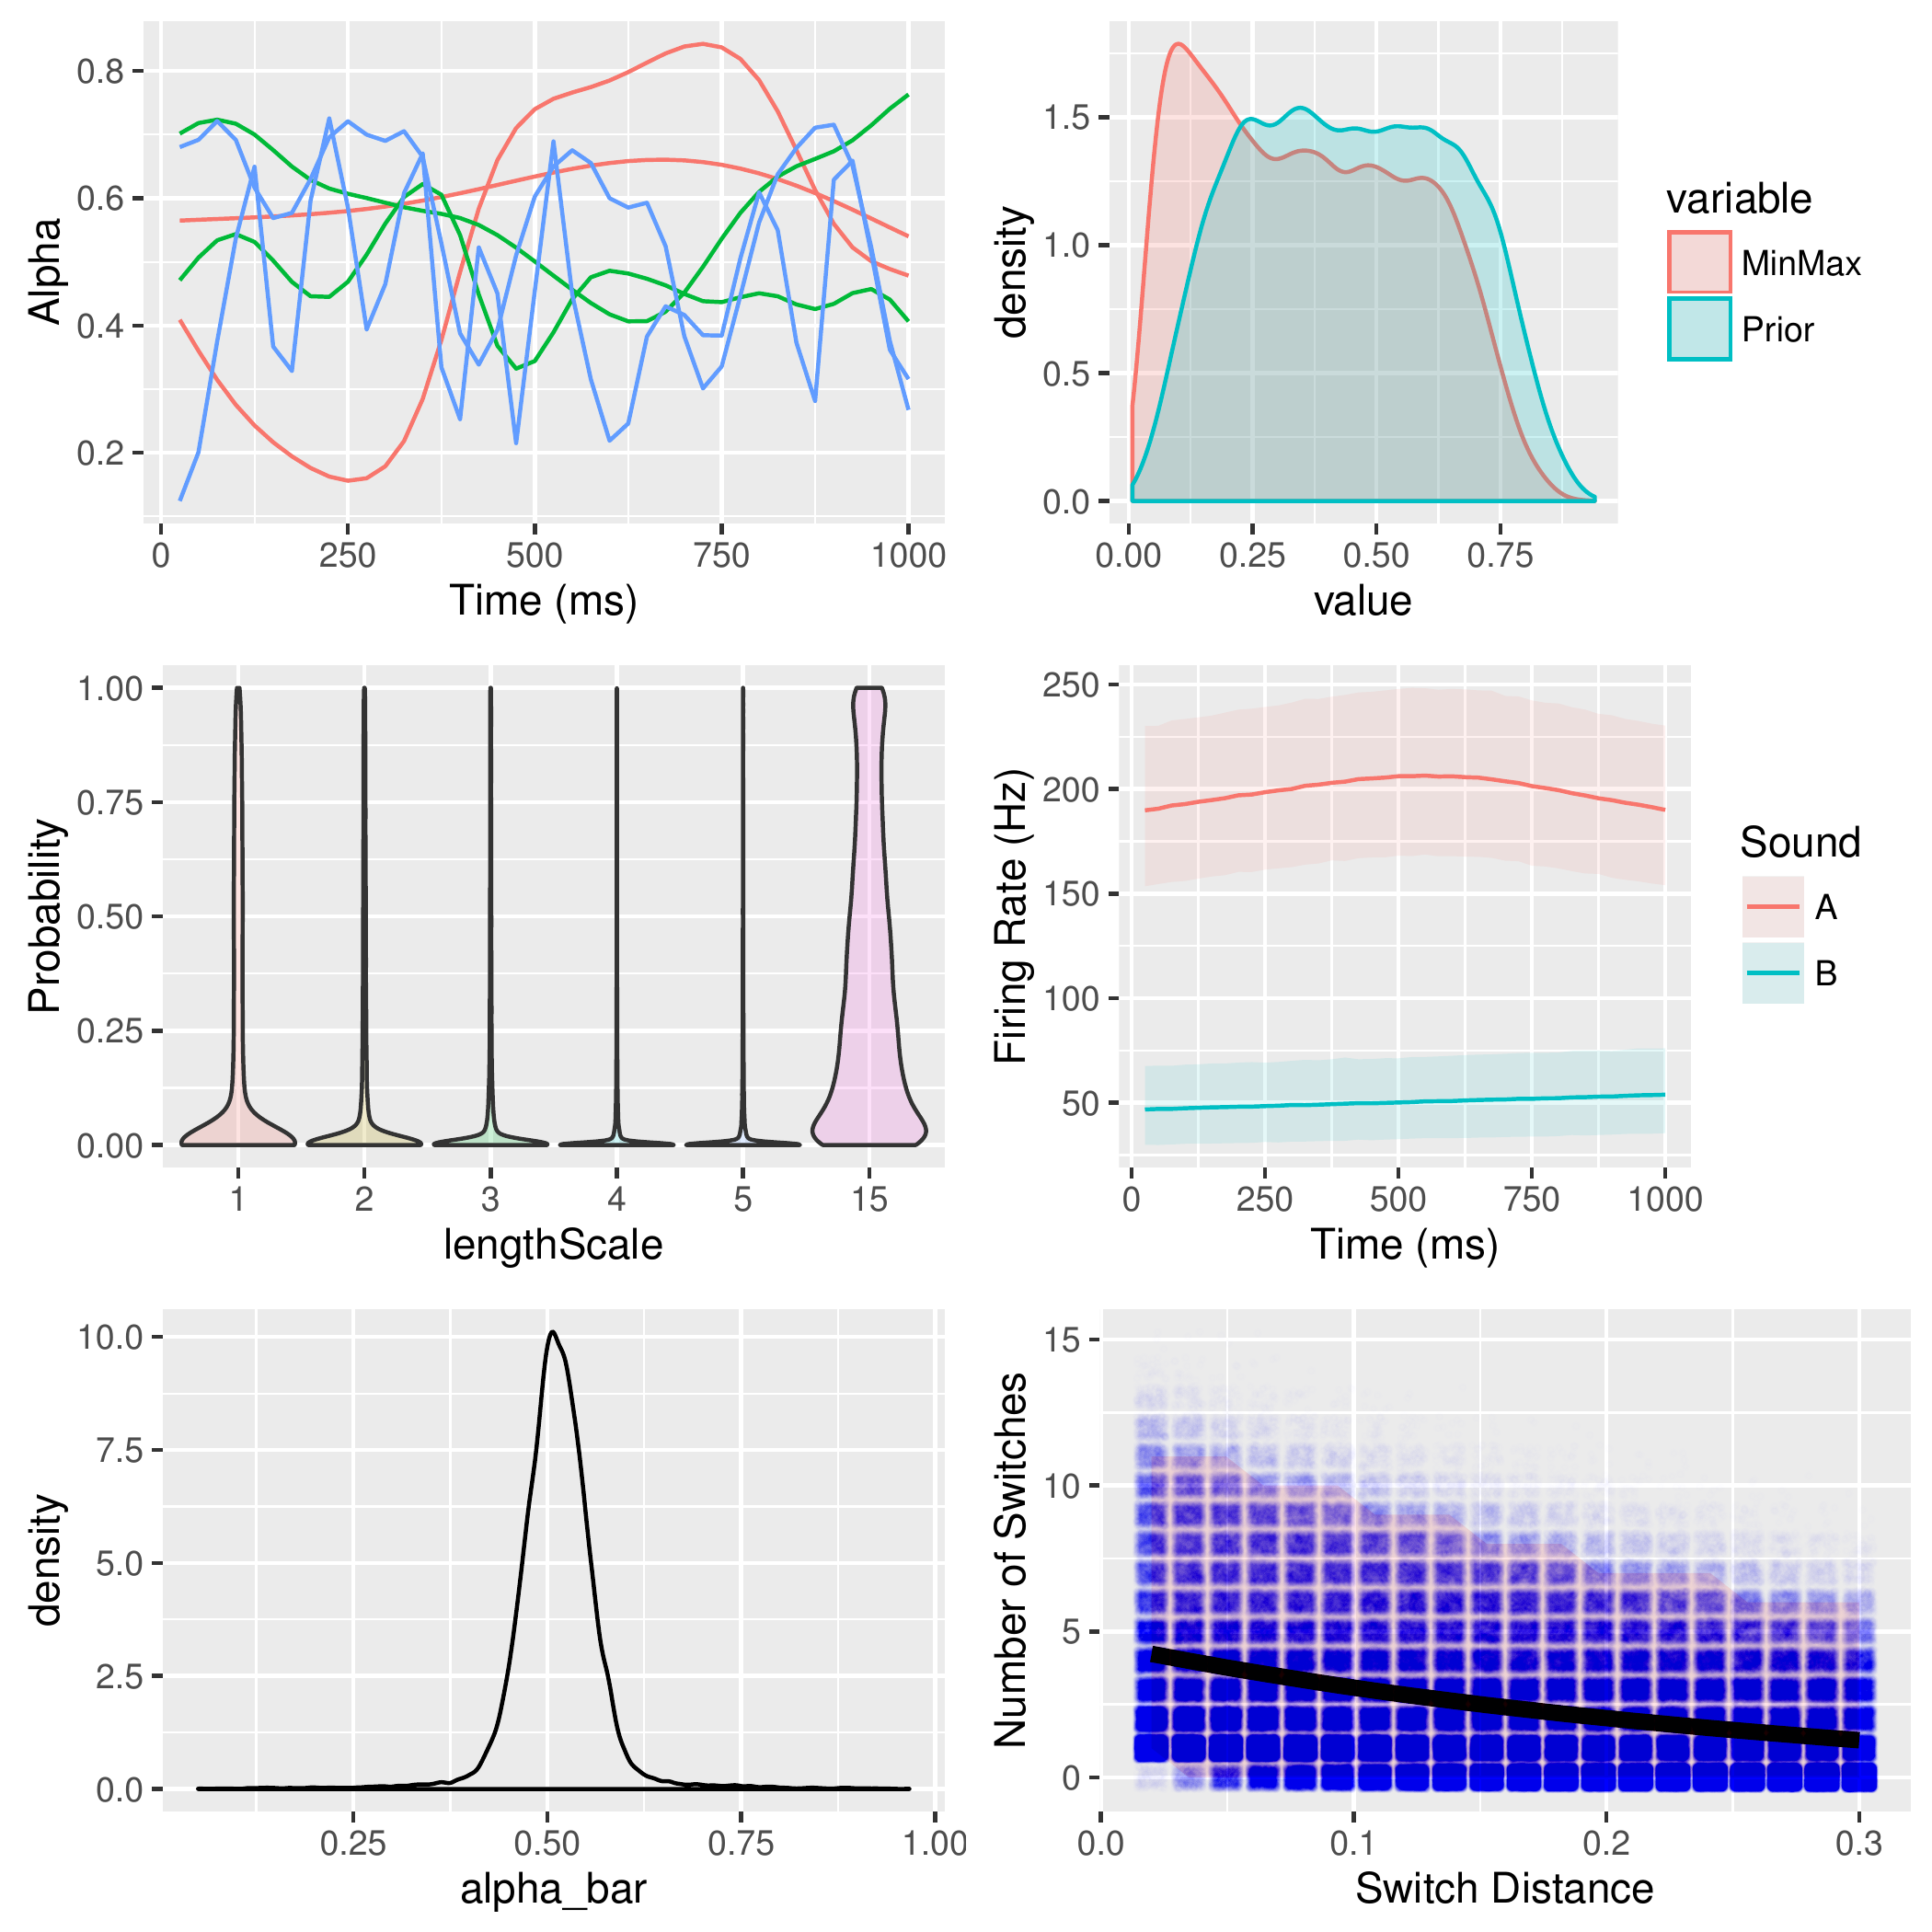 Alpha
0.8
0.6
0.4
0.2
0 250 500 750 1000
Time (ms)
density
1.5
1.0
0.5
0.0
0.00 0.25 0.50 0.75
value
variable
MinMax
Prior
Probability
1.00
0.75
0.50
0.25
0.00
1 2 3 4 5 15
lengthScale
Firing Rate (Hz)
250
200
150
100
50
0 250 500 750 1000
Time (ms)
Sound
A
B
density
10.0
7.5
5.0
2.5
0.0
0.25 0.50 0.75 1.00
alpha_bar
Number of Switches
15
10
5
0
0.0 0.1 0.2 0.3
Switch Distance